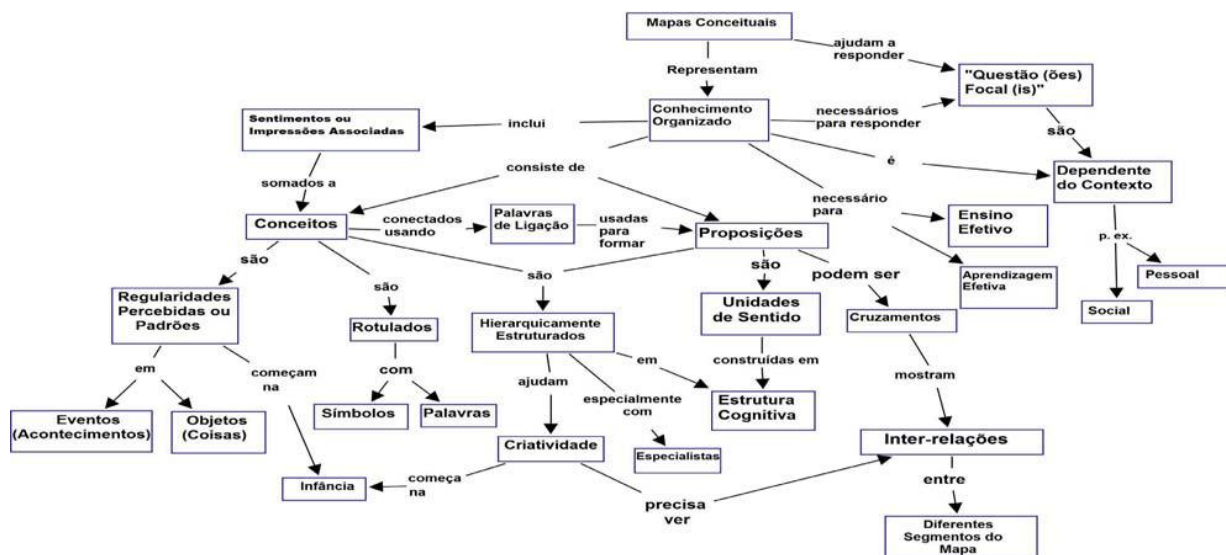 Mapas Conceituais
ajudam a
responder
Representam
"Questão (ões)
Focal (is)"
Sentimentos ou
Impressões Associadas
inclui
Conhecimento
Organizado
necessários
para responder
são
é
consiste de
Dependente
do Contexto
somados a
necessário
para
Conceitos
conectados
usando
Palavras
de Ligação
usadas
para
formar
Proposições
Ensino
Efetivo
p. ex.
são
são
são
são
podem ser
Aprendizagem
Efetiva
Pessoal
Social
Regularidades
Percebidas ou
Padrões
Rotulados
Hierarquicamente
Estruturados
Unidades
de Sentido
Cruzamentos
em
começam
na
com
ajudam
em
construídas em
mostram
especialmente
com
Eventos
(Acontecimentos)
Objetos
(Coisas)
Símbolos
Palavras
Estrutura
Cognitiva
Criatividade
Especialistas
Inter-relações
Infância
começa
na
precisa
ver
entre
Diferentes
Segmentos do
Mapa